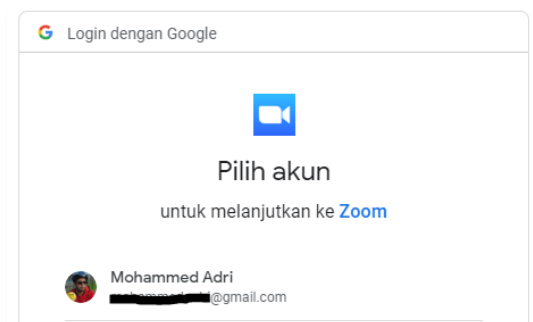 Login dengan Google
Pilih akun
untuk melanjutkan ke Zoom
Mohammed Adri
@gmail.com